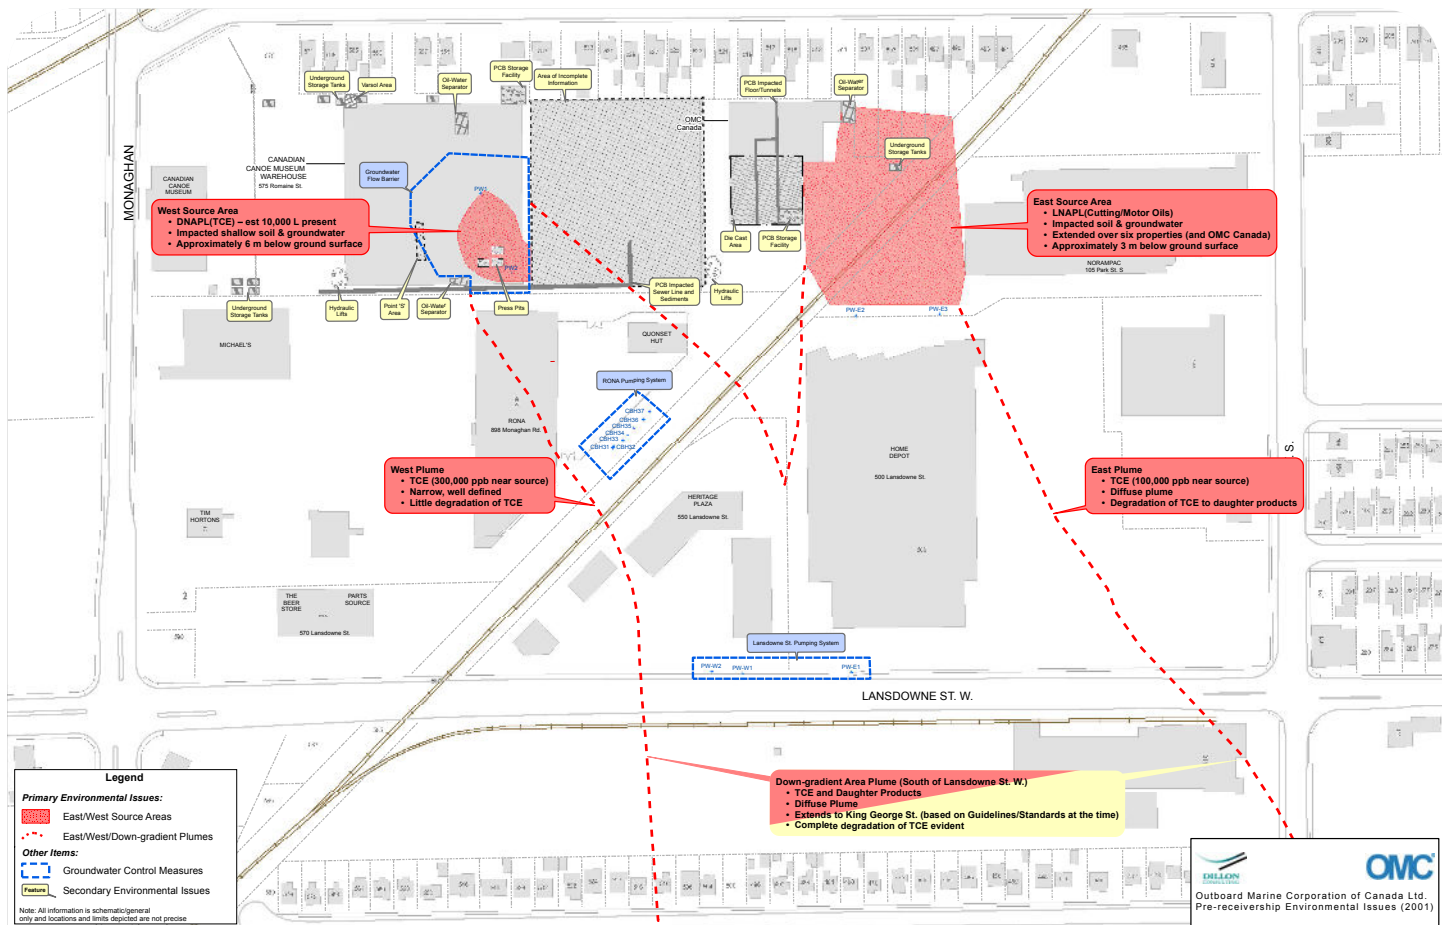 Underground
Storage Tanks
Varsol Area
Oil-Water
Separator
PCB Storage
Facility
Area of Incomplete
Information
PCB Impacted
Floor/Tunnels
Oil-Water
Separator
OMC
Canada
Underground
Storage Tanks
MONAGHAN
CANADIAN
CANOE
MUSEUM
CANADIAN
CANOE MUSEUM
WAREHOUSE
575 Romaine St.
Groundwater
Flow Barrier
PW1
PW2
West Source Area
• DNAPL(TCE) – est 10,000 L present
• Impacted shallow soil & groundwater
• Approximately 6 m below ground surface
East Source Area
• LNAPL(Cutting/Motor Oils)
• Impacted soil & groundwater
• Extended over six properties (and OMC Canada)
• Approximately 3 m below ground surface
Die Cast
Area
PCB Storage
Facility
NORAMPAC
105 Park St. S
Underground
Storage Tanks
Hydraulic
Lifts
Point 'S'
Area
Oil-Water
Separator
Press Pits
PCB Impacted
Sewer Line and
Sediments
Hydraulic
Lifts
PW-E2
PW-E3
MICHAEL'S
QUONSET
HUT
RONA Pumping System
CBH37
CBH36
CBH35
CBH34
CBH33
CBH31
CBH32
RONA
898 Monaghan Rd.
HOME
DEPOT
500 Lansdowne St.
S.
West Plume
• TCE (300,000 ppb near source)
• Narrow, well defined
• Little degradation of TCE
East Plume
• TCE (100,000 ppb near source)
• Diffuse plume
• Degradation of TCE to daughter products
TIM
HORTONS
HERITAGE
PLAZA
550 Lansdowne St.
THE
BEER
STORE
PARTS
SOURCE
570 Lansdowne St.
Lansdowne St. Pumping System
PW-W2
PW-W1
PW-E1
LANSDOWNE ST. W.
Down-gradient Area Plume (South of Lansdowne St. W.)
• TCE and Daughter Products
• Diffuse Plume
• Extends to King George St. (based on Guidelines/Standards at the time)
• Complete degradation of TCE evident
Legend
Primary Environmental Issues:
East/West Source Areas
East/West/Down-gradient Plumes
Other Items:
Groundwater Control Measures
Feature
Secondary Environmental Issues
Note: All information is schematic/general
only and locations and limits depicted are not precise
DILLON
CONSULTING
OMC
Outboard Marine Corporation of Canada Ltd.
Pre-receivership Environmental Issues (2001)